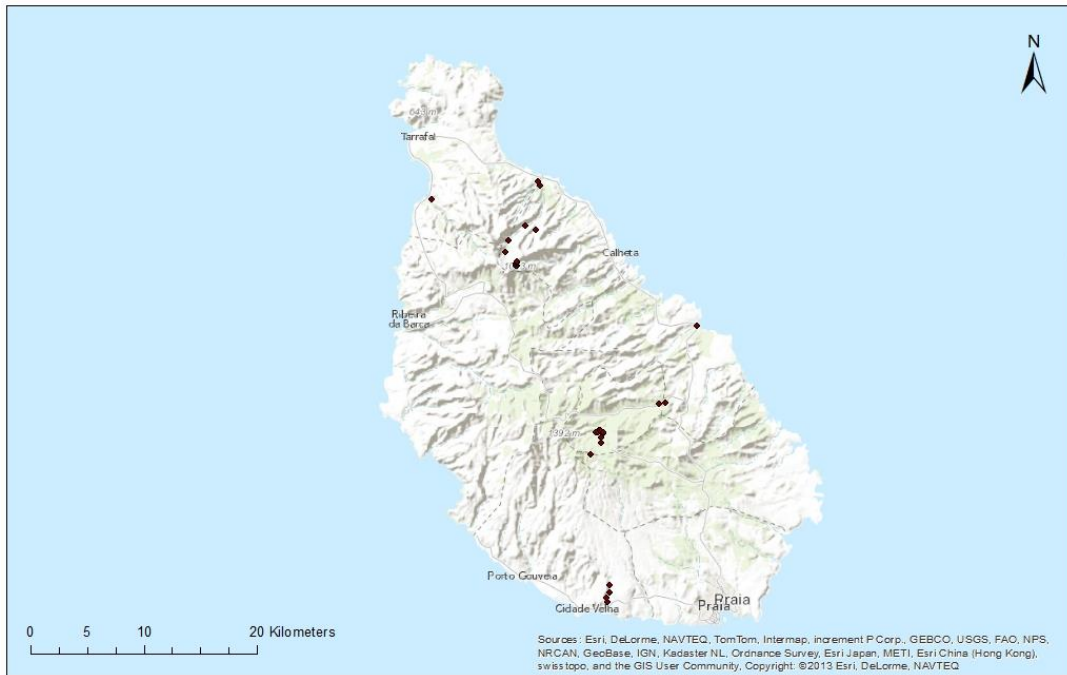 N
643 m
Tarrafal
Calheta
Ribeira
da Barca
1392 m
Porto Gouveia
Cidade Velha
Praia
Praia
0 5 10 20 Kilometers
Sources: Esri, DeLorme, NAVTEQ, TomTom, Intermap, increment P Corp., GEBCO, USGS, FAO, NPS,
NRCAN, GeoBase, IGN, Kadaster NL, Ordnance Survey, Esri Japan, METI, Esri China (Hong Kong),
swisstopo, and the GIS User Community, Copyright: ©2013 Esri, DeLorme, NAVTEQ